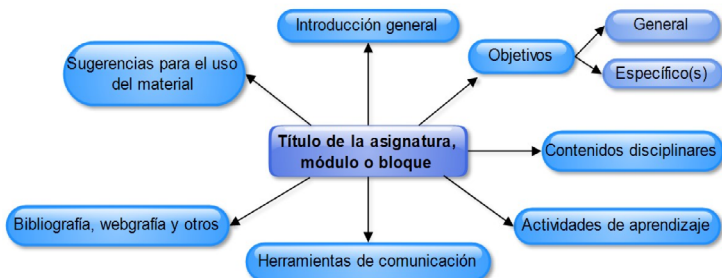 Introducción general
General
Objetivos
Específico(s)
Sugerencias para el uso
del material
Título de la asignatura,
módulo o bloque
Contenidos disciplinares
Bibliografía, webgrafía y otros
Actividades de aprendizaje
Herramientas de comunicación